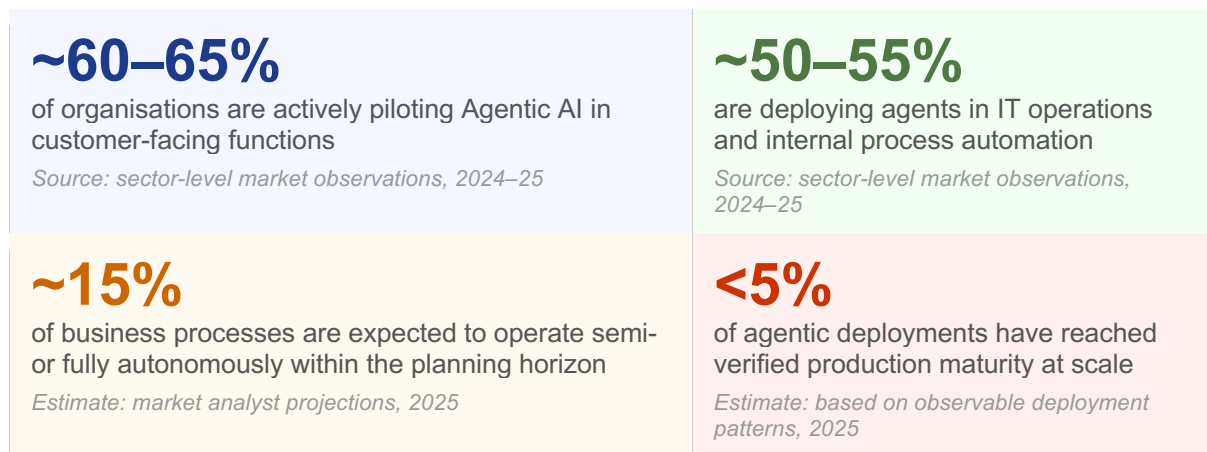 ~60–65%
of organisations are actively piloting Agentic AI in
customer-facing functions
Source: sector-level market observations, 2024–25
~50–55%
are deploying agents in IT operations
and internal process automation
Source: sector-level market observations,
2024–25
~15%
of business processes are expected to operate semi-
or fully autonomously within the planning horizon
Estimate: market analyst projections, 2025
<5%
of agentic deployments have reached
verified production maturity at scale
Estimate: based on observable deployment
patterns, 2025